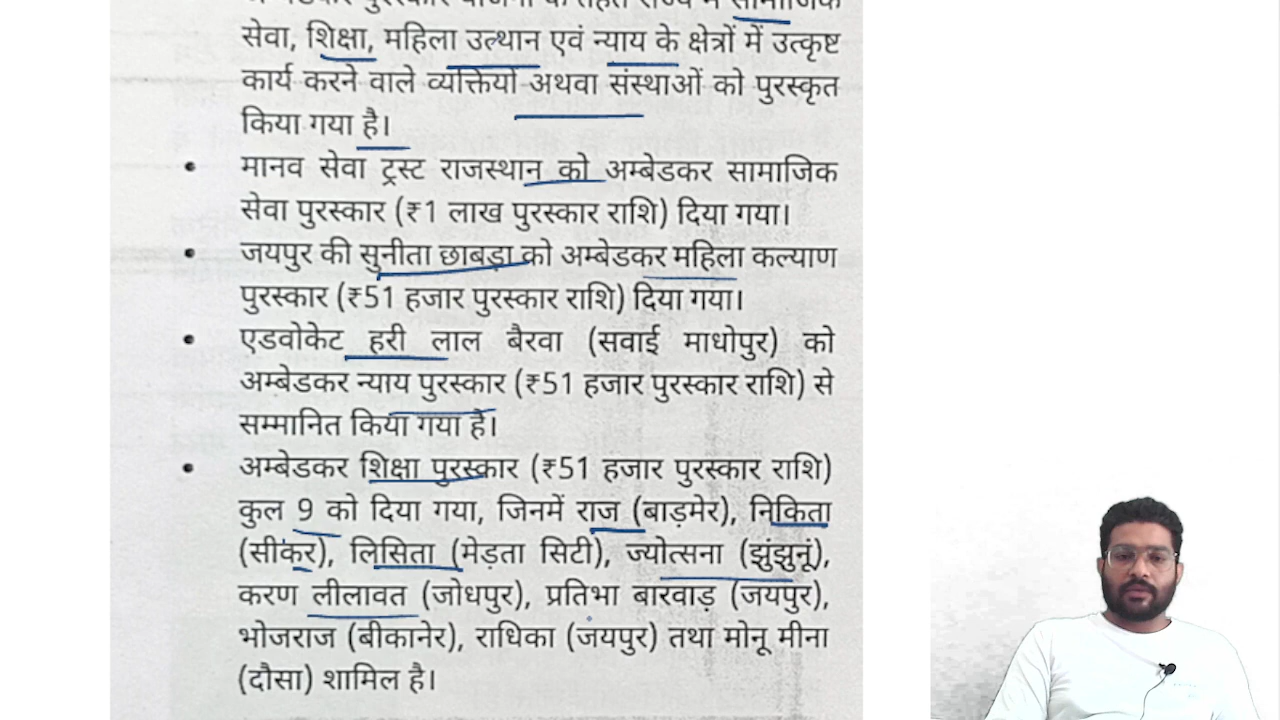 सेवा, शिक्षा, महिला उत्थान एवं न्याय के क्षेत्रों में उत्कृष्ट
कार्य करने वाले व्यक्तियों अथवा संस्थाओं को पुरस्कृत
किया गया है।
• मानव सेवा ट्रस्ट राजस्थान को अम्बेडकर सामाजिक
सेवा पुरस्कार (₹1 लाख पुरस्कार राशि) दिया गया।
• जयपुर की सुनीता छाबड़ा को अम्बेडकर महिला कल्याण
पुरस्कार (₹51 हजार पुरस्कार राशि) दिया गया।
• एडवोकेट हरी लाल बैरवा (सवाई माधोपुर) को
अम्बेडकर न्याय पुरस्कार (₹51 हजार पुरस्कार राशि) से
सम्मानित किया गया है।
• अम्बेडकर शिक्षा पुरस्कार (₹51 हजार पुरस्कार राशि)
कुल 9 को दिया गया, जिनमें राज (बाड़मेर), निकिता
(सीकर), लिसिता (मेड़ता सिटी), ज्योत्सना (झुंझुनूं),
करण लीलावत (जोधपुर), प्रतिभा बारवाड़ (जयपुर),
भोजराज (बीकानेर), राधिका (जयपुर) तथा मोनू मीना
(दौसा) शामिल है।